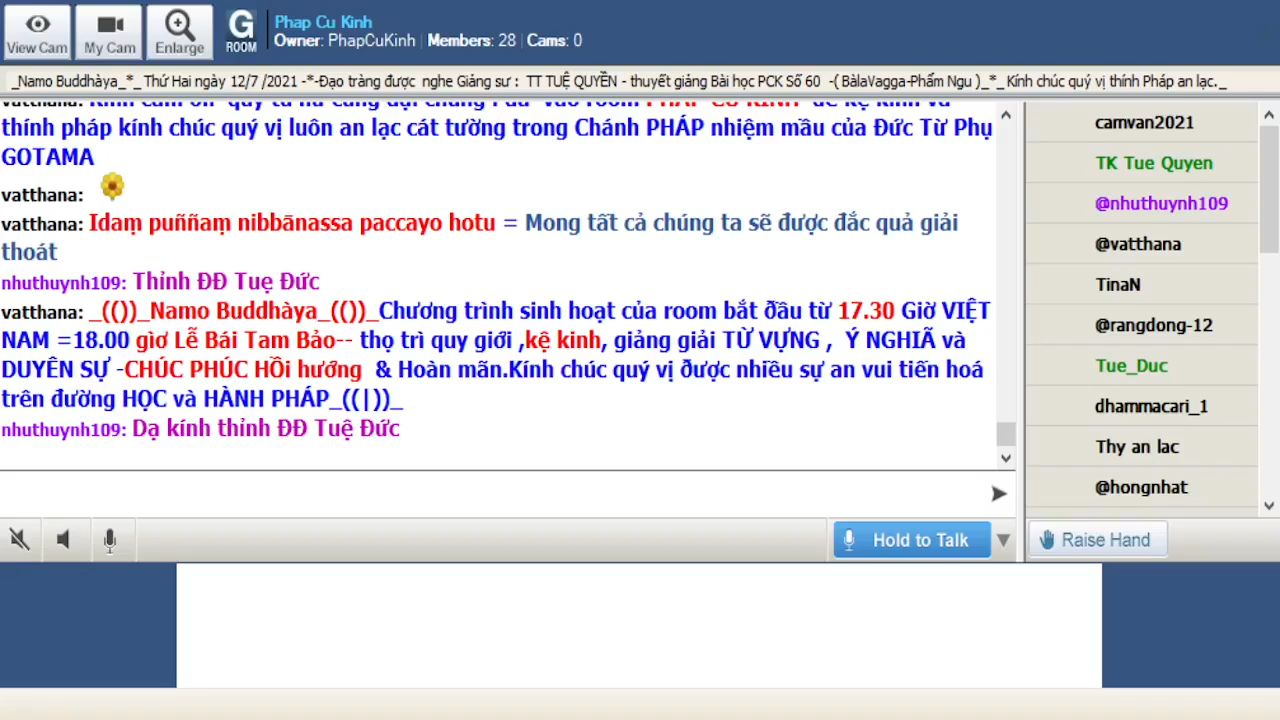 Phap Cu Kinh
View Cam
My Cam
Enlarge
G ROOM
Owner: PhapCuKinh | Members: 28 | Cams: 0
_Namo Buddhàya_*_ Thứ Hai ngày 12/7 /2021 -*-Đạo tràng được nghe Giảng sư : TT TUỆ QUYỀN - thuyết giảng Bài học PCK Số 60 -( BàlaVagga-Phẩm Ngu )_*_Kính chúc quý vị thính Pháp an lạc._
thính pháp kính chúc quý vị luôn an lạc cát tường trong Chánh PHÁP nhiệm mầu của Đức Từ Phụ
GOTAMA
vatthana:
vatthana: Idaṃ puññaṃ nibbānassa paccayo hotu = Mong tất cả chúng ta sẽ được đắc quả giải
thoát
nhuthuynh109: Thỉnh ĐĐ Tuẹ Đức
vatthana: _(())_Namo Buddhàya_(())_Chương trình sinh hoạt của room bắt ðầu từ 17.30 Giờ VIỆT
NAM =18.00 giơ Lễ Bái Tam Bảo-- thọ trì quy giới ,kệ kinh, giảng giải TỪ VỰNG , Ý NGHIÃ và
DUYÊN SỰ -CHÚC PHÚC HỒi hướng & Hoàn mãn.Kính chúc quý vị ðược nhiều sự an vui tiến hoá
trên đường HỌC và HÀNH PHÁP_((|))_
nhuthuynh109: Dạ kính thỉnh ĐĐ Tuệ Đức
camvan2021
TK Tue Quyen
@nhuthuynh109
@vatthana
TinaN
@rangdong-12
Tue_Duc
dhammacari_1
Thy an lac
@hongnhat
Hold to Talk
Raise Hand